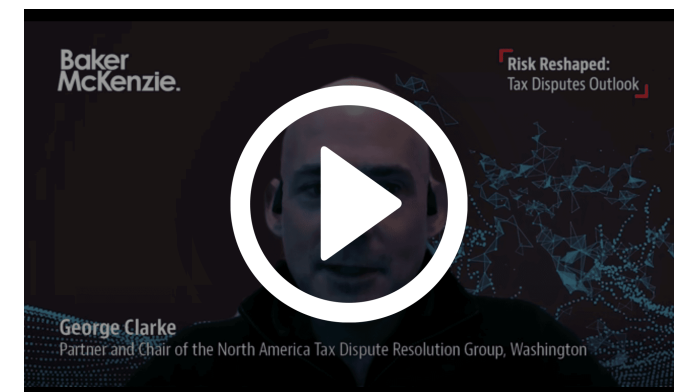 Baker
McKenzie.
Risk Reshaped:
Tax Disputes Outlook
George Clarke
Partner and Chair of the North America Tax Dispute Resolution Group, Washington